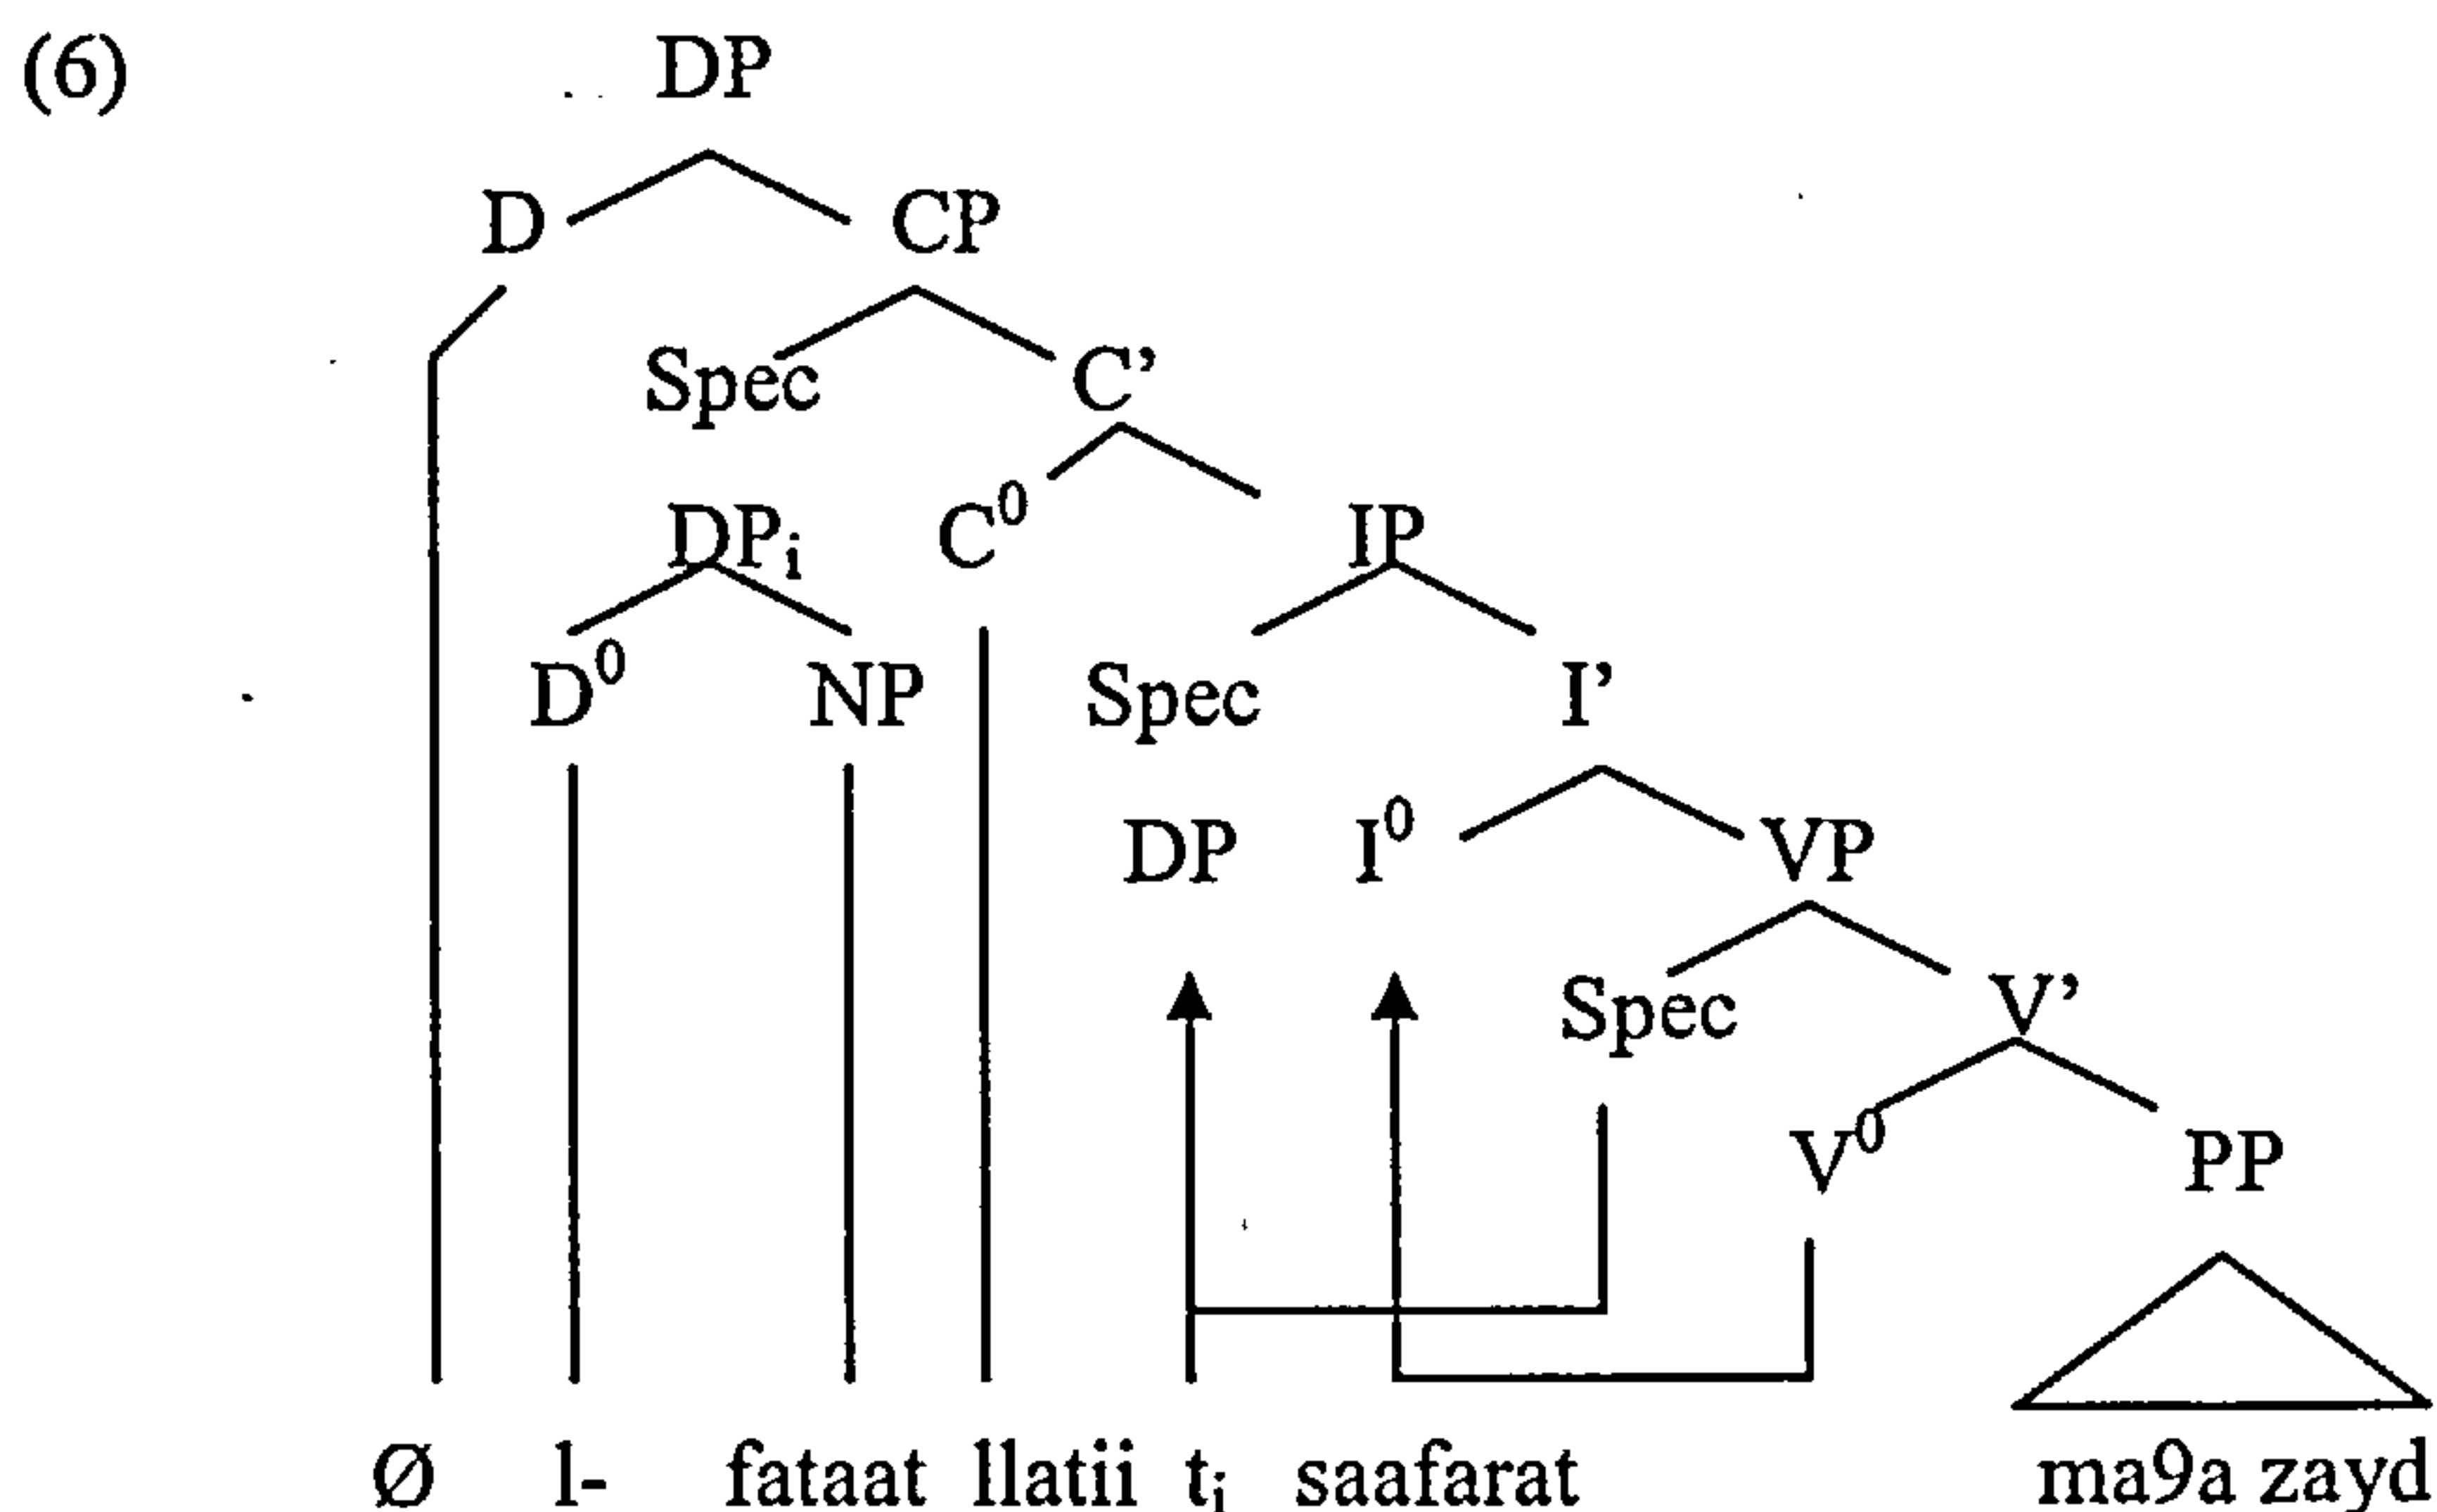 (6) DP
D CP
Spec C’
DPᵢ C⁰ IP
D⁰ NP Spec I’
DP I⁰ VP
Spec V’
V⁰ PP
Ø l- fataat llatii tᵢ saafarat ma9a zayd